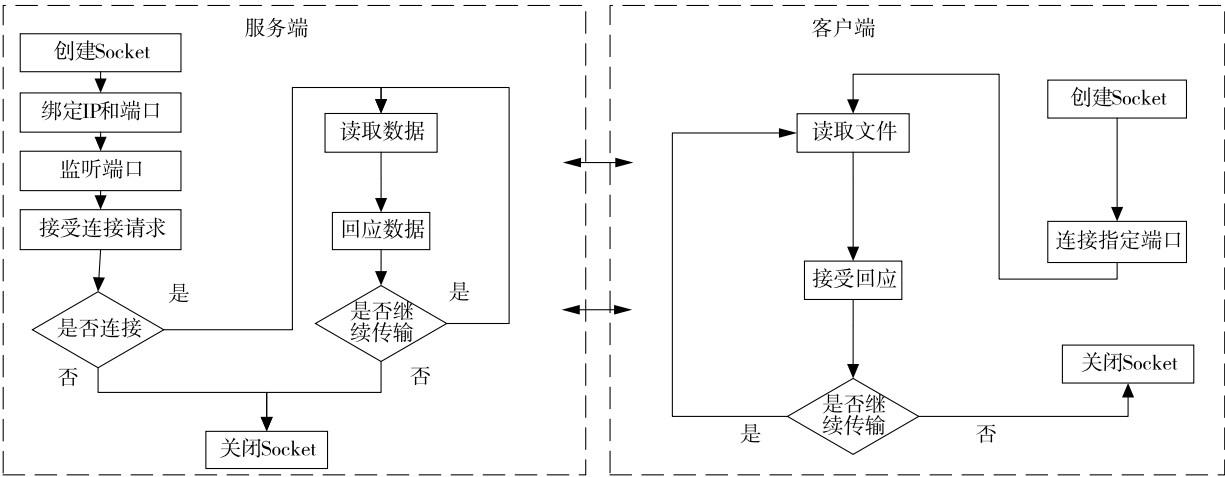 服务端
创建Socket
绑定IP和端口
监听端口
接受连接请求
是否连接
是
否
读取数据
回应数据
是否继
续传输
是
否
关闭Socket
客户端
创建Socket
连接指定端口
读取文件
接受回应
是否继
续传输
是
否
关闭Socket